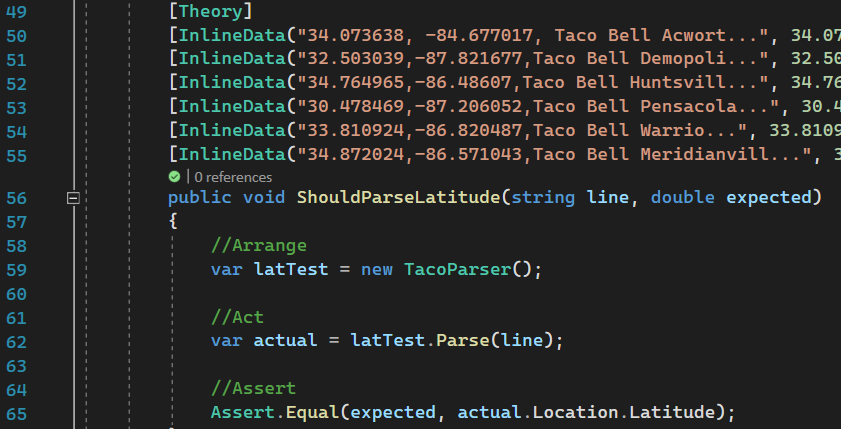 49 [Theory]
50 [InlineData("34.073638, -84.677017, Taco Bell Acwort...", 34.07
51 [InlineData("32.503039,-87.821677,Taco Bell Demopoli...", 32.50
52 [InlineData("34.764965,-86.48607,Taco Bell Huntsvill...", 34.76
53 [InlineData("30.478469,-87.206052,Taco Bell Pensacola...", 30.4
54 [InlineData("33.810924,-86.820487,Taco Bell Warrio...", 33.8109
55 [InlineData("34.872024,-86.571043,Taco Bell Meridianvill...", 3
| 0 references
56 public void ShouldParseLatitude(string line, double expected)
57 {
58 //Arrange
59 var latTest = new TacoParser();
60
61 //Act
62 var actual = latTest.Parse(line);
63
64 //Assert
65 Assert.Equal(expected, actual.Location.Latitude);